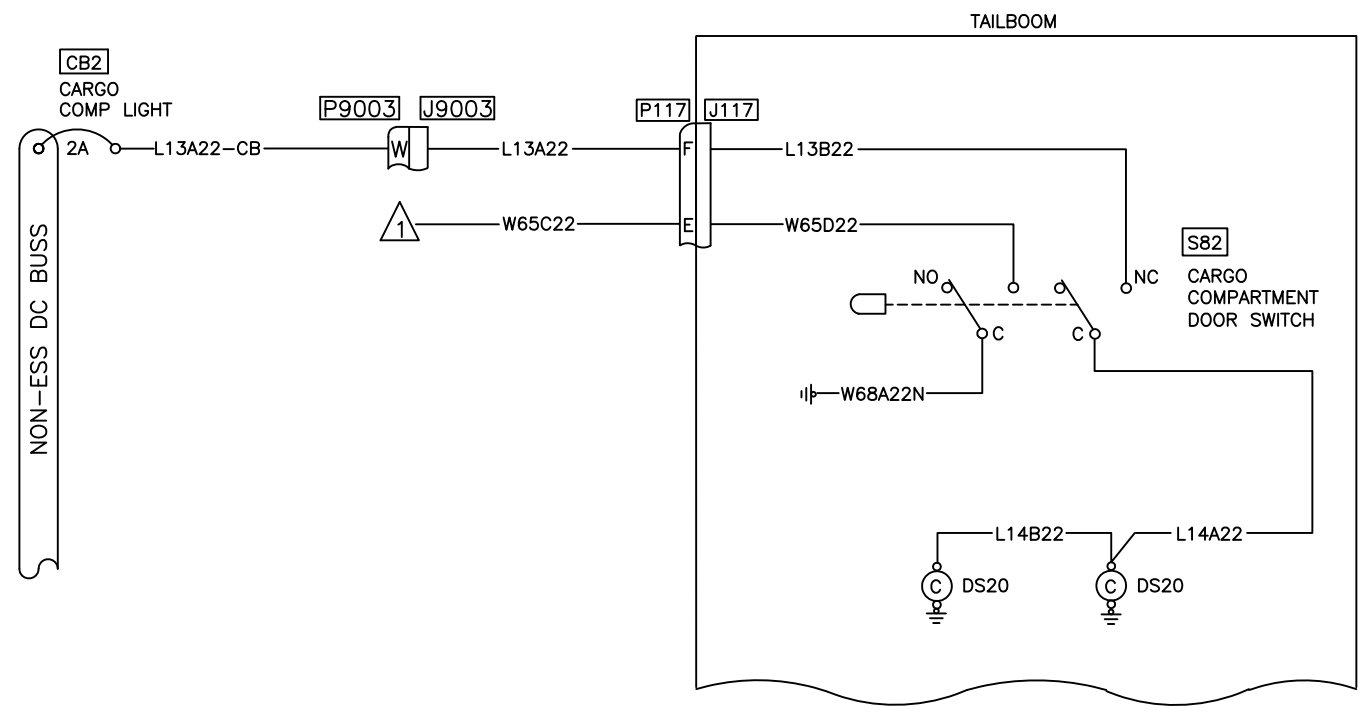 TAILBOOM
CB2
CARGO
COMP LIGHT
P9003
J9003
P117
J117
2A
L13A22-CB
W
L13A22
F
L13B22
1
W65C22
E
W65D22
S82
NO
NC
CARGO
COMPARTMENT
DOOR SWITCH
C
C
NON-ESS DC BUSS
W68A22N
L14B22
L14A22
C
DS20
C
DS20